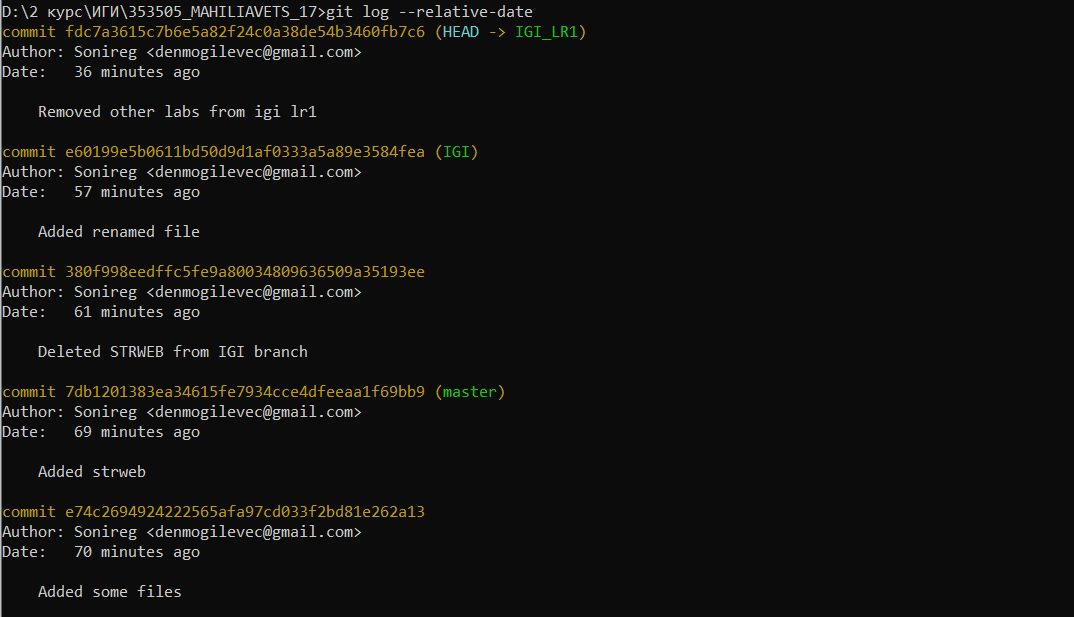 D:\2 курс\ИГИ\353505_MAHILIAVETS_17>git log --relative-date
commit fdc7a3615c7b6e5a82f24c0a38de54b3460fb7c6 (HEAD -> IGI_LR1)
Author: Sonireg <denmogilevec@gmail.com>
Date:   36 minutes ago
Removed other labs from igi lr1
commit e60199e5b0611bd50d9d1af0333a5a89e3584fea (IGI)
Author: Sonireg <denmogilevec@gmail.com>
Date:   57 minutes ago
Added renamed file
commit 380f998eedffc5fe9a80034809636509a35193ee
Author: Sonireg <denmogilevec@gmail.com>
Date:   61 minutes ago
Deleted STRWEB from IGI branch
commit 7db1201383ea34615fe7934cce4dfeeaa1f69bb9 (master)
Author: Sonireg <denmogilevec@gmail.com>
Date:   69 minutes ago
Added strweb
commit e74c2694924222565afa97cd033f2bd81e262a13
Author: Sonireg <denmogilevec@gmail.com>
Date:   70 minutes ago
Added some files